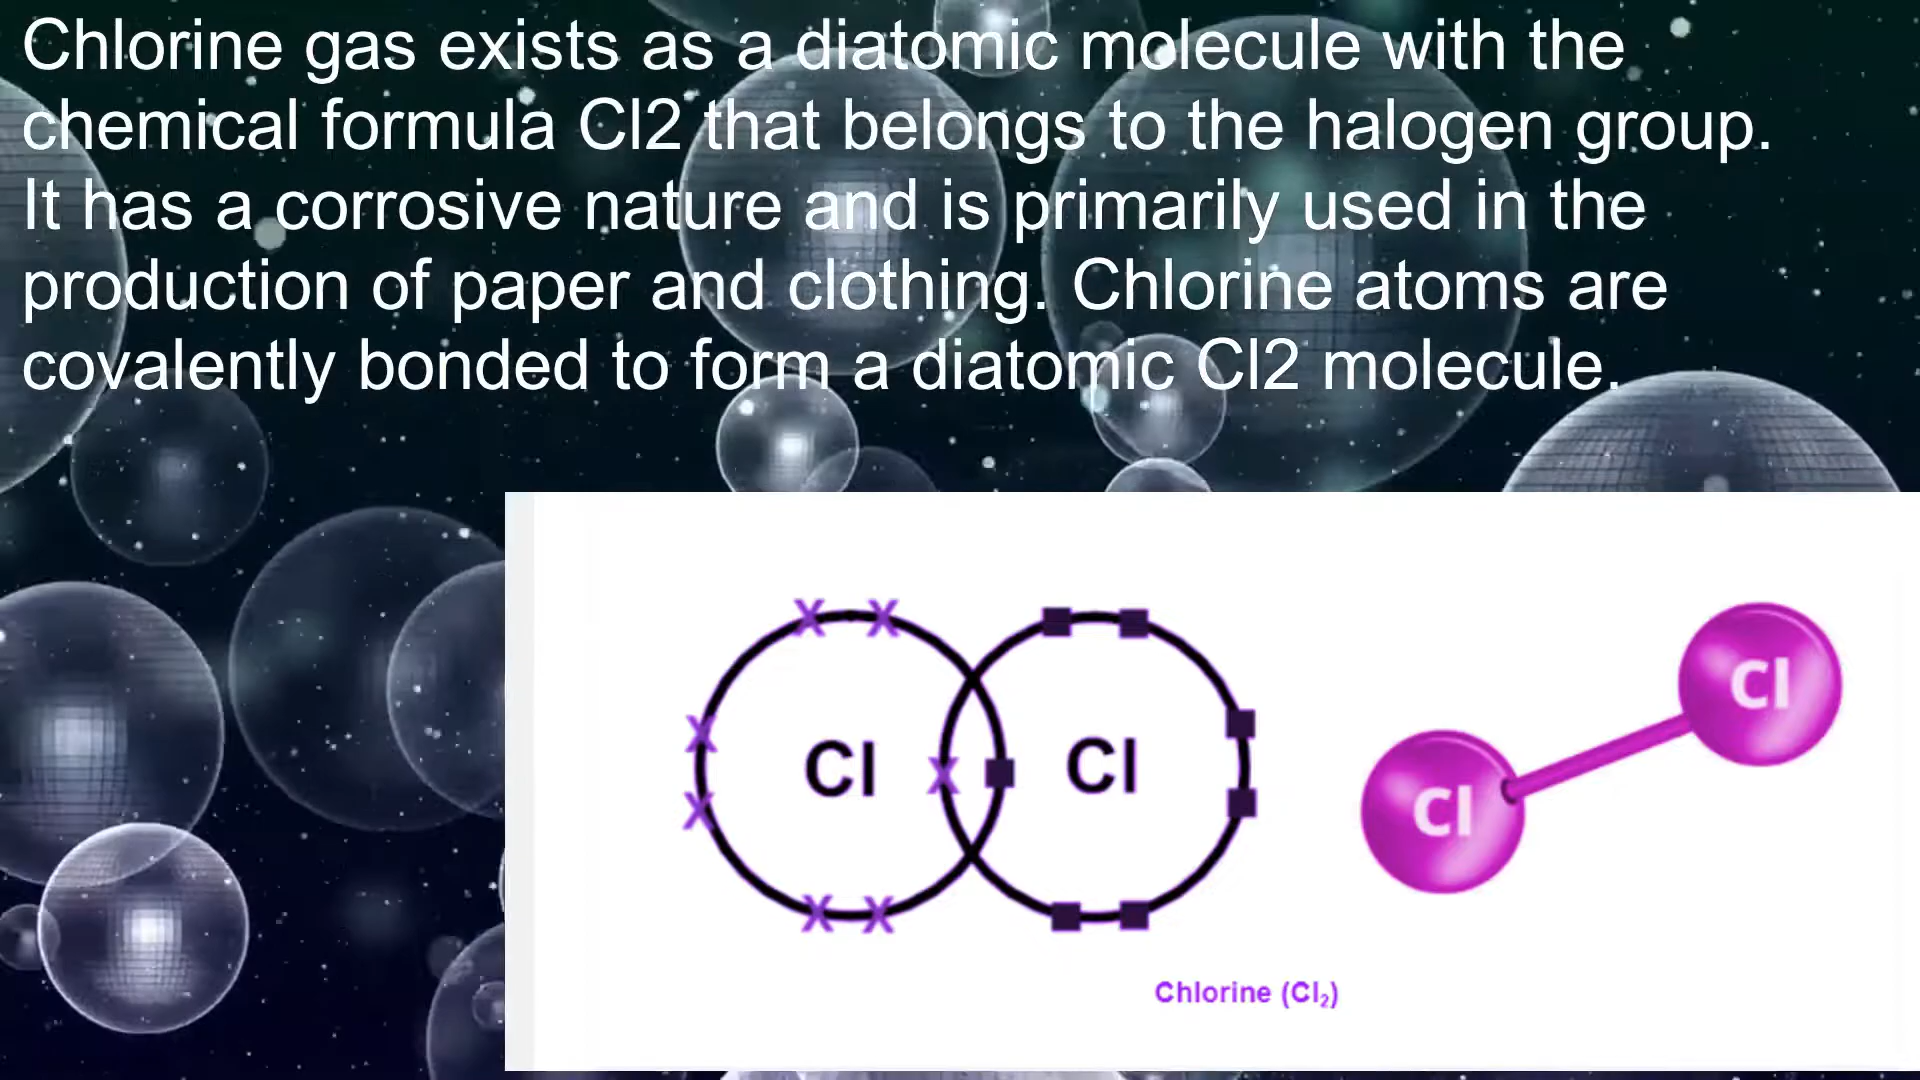 Chlorine gas exists as a diatomic molecule with the
chemical formula Cl2 that belongs to the halogen group.
It has a corrosive nature and is primarily used in the
production of paper and clothing. Chlorine atoms are
covalently bonded to form a diatomic Cl2 molecule.
X X
X
Cl X Cl
X
X X
Cl
Cl
Chlorine (Cl₂)